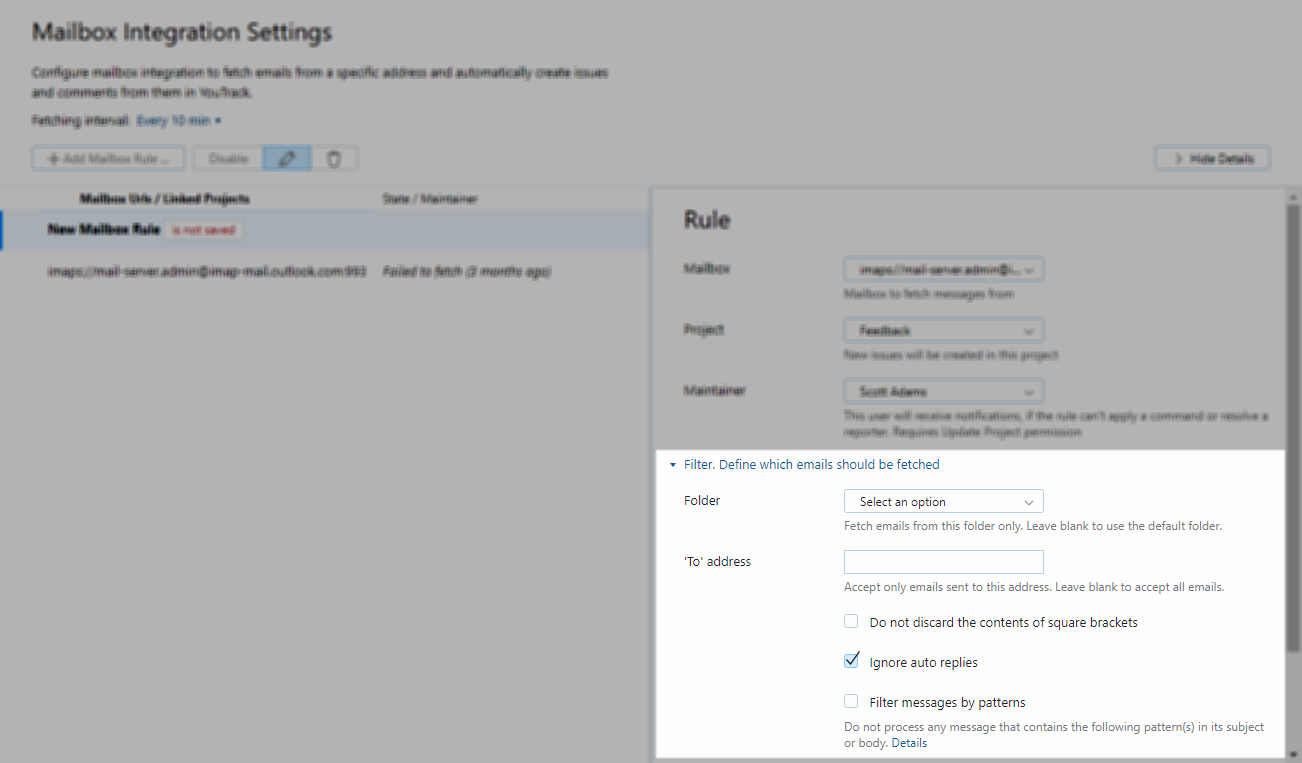 Mailbox Integration Settings
Configure mailbox integration to fetch emails from a specific address and automatically create issues
and comments from them in YouTrack.
Fetching interval: Every 10 min
Add Mailbox Rule ... Disable Hide Details
Mailbox Urls / Linked Projects State / Maintainer
New Mailbox Rule is not saved
imaps://mail-server.admin@imap-mail.outlook.com:993 Failed to fetch (3 months ago)
Rule
Mailbox imaps://mail-server.admin@i...
Mailbox to fetch messages from
Project Feedback
New issues will be created in this project
Maintainer Scott Adams
This user will receive notifications, if the rule can't apply a command or resolve a
reporter. Requires Update Project permission
Filter. Define which emails should be fetched
Folder Select an option
Fetch emails from this folder only. Leave blank to use the default folder.
'To' address
Accept only emails sent to this address. Leave blank to accept all emails.
Do not discard the contents of square brackets
Ignore auto replies
Filter messages by patterns
Do not process any message that contains the following pattern(s) in its subject
or body. Details